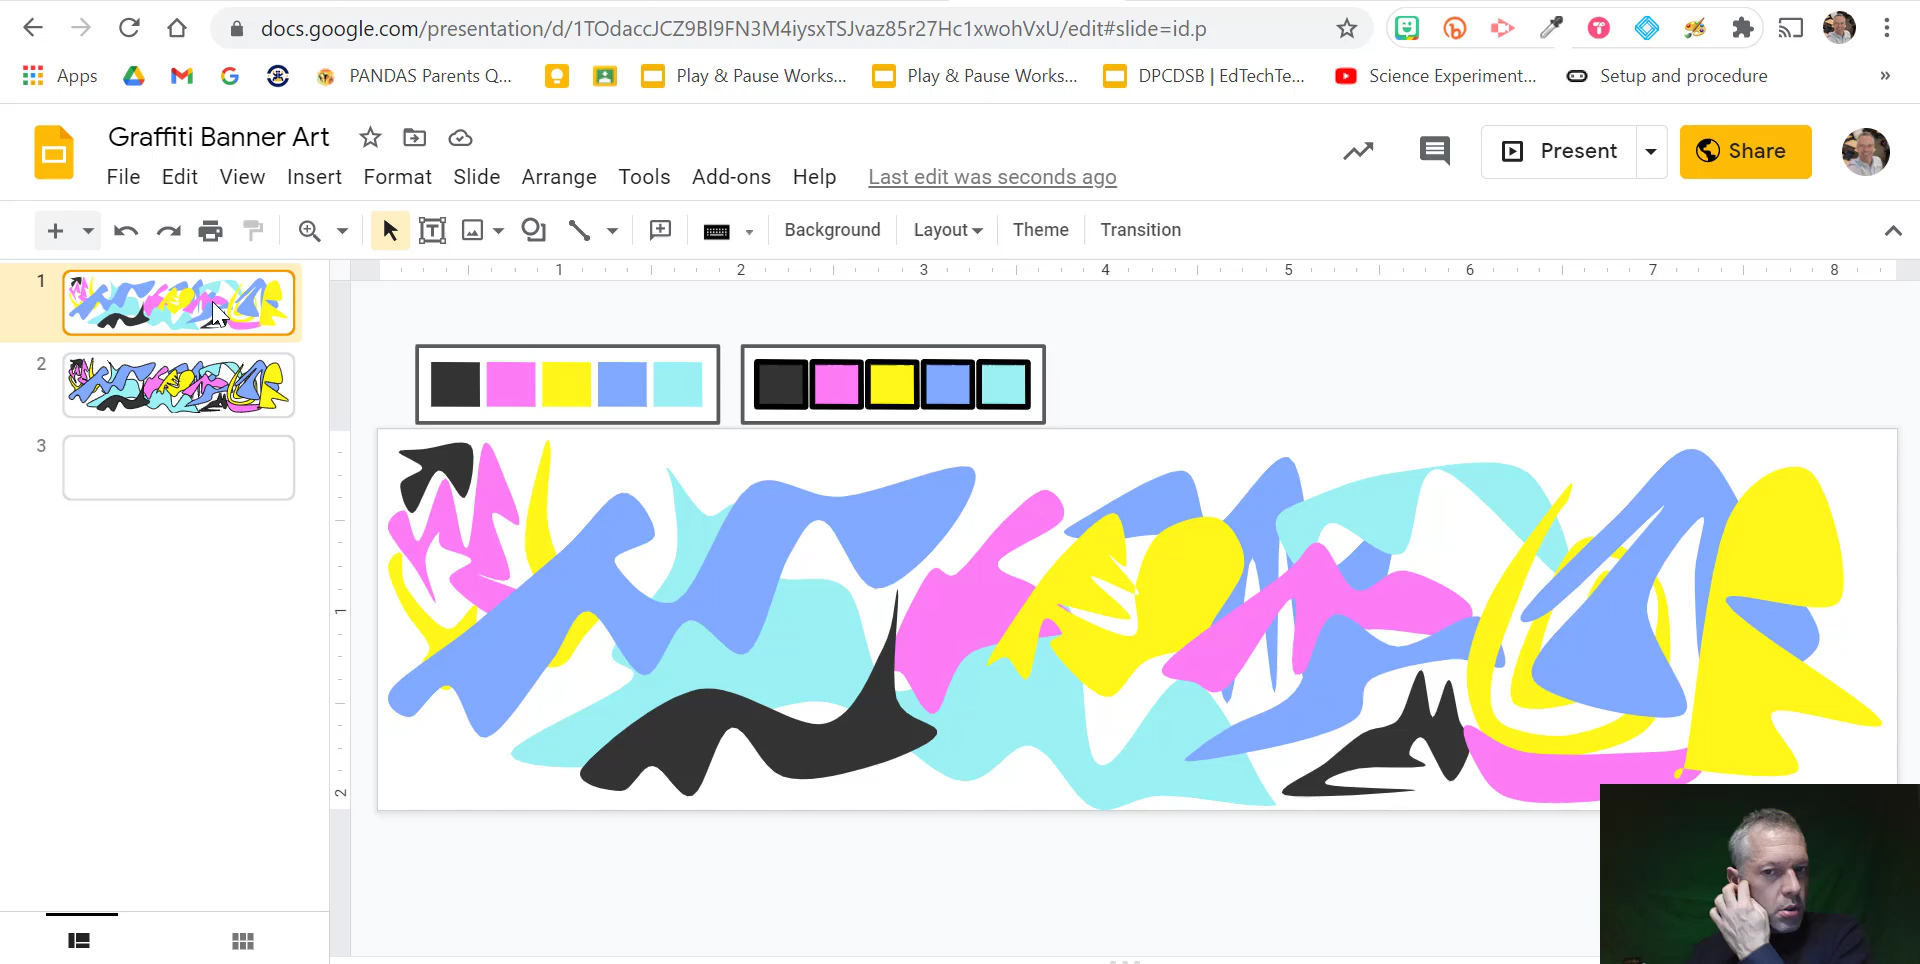 docs.google.com/presentation/d/1TOdaccJCZ9Bl9FN3M4iysxTSJvaz85r27Hc1xwohVxU/edit#slide=id.p
Apps PANDAS Parents Q... Play & Pause Works... Play & Pause Works... DPCDSB | EdTechTe... Science Experiment... Setup and procedure »
Graffiti Banner Art
File Edit View Insert Format Slide Arrange Tools Add-ons Help Last edit was seconds ago
Present Share
Background Layout Theme Transition
1 2 3 4 5 6 7 8
1
2
3
1
2